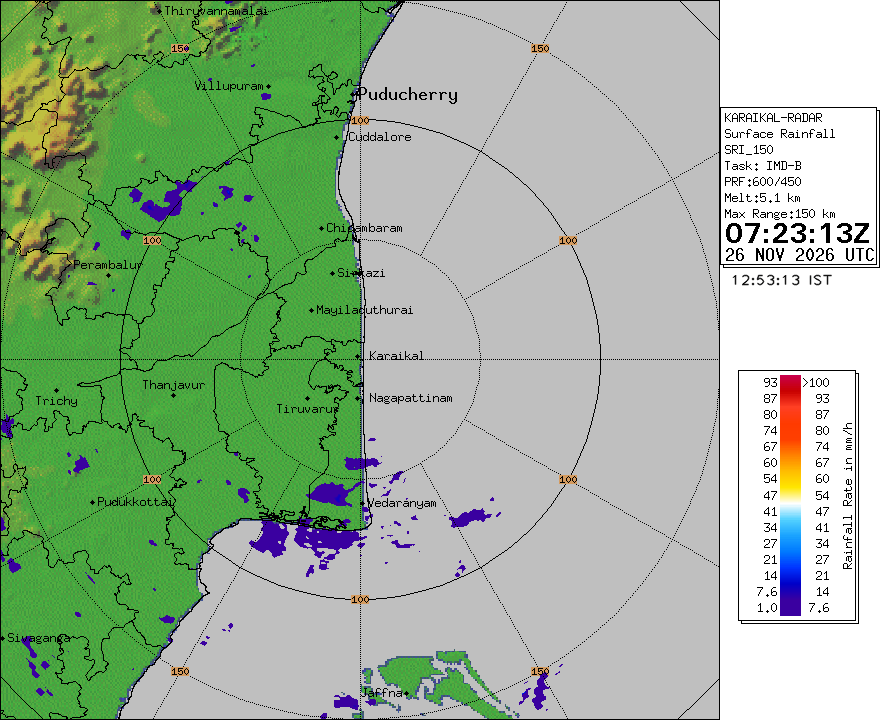 Thiruvannamalai
150
150
Villupuram
Puducherry
100
Cuddalore
Chidambaram
100
100
Perambalur
Sirkazi
Mayiladuthurai
Karaikal
Thanjavur
Trichy
Tiruvarur
Nagapattinam
100
100
Pudukkottai
Vedarányam
100
Sivaganga
150
150
Jaffna
KARAIKAL-RADAR
Surface Rainfall
SRI_150
Task: IMD-B
PRF:600/450
Melt:5.1 km
Max Range:150 km
07:23:13Z
26 NOV 2026 UTC
12:53:13 IST
93 >100
87 93
80 87
74 80
67 74
60 67
54 60
47 54
41 47
34 41
27 34
21 27
14 21
7.6 14
1.0 7.6
Rainfall Rate in mm/h